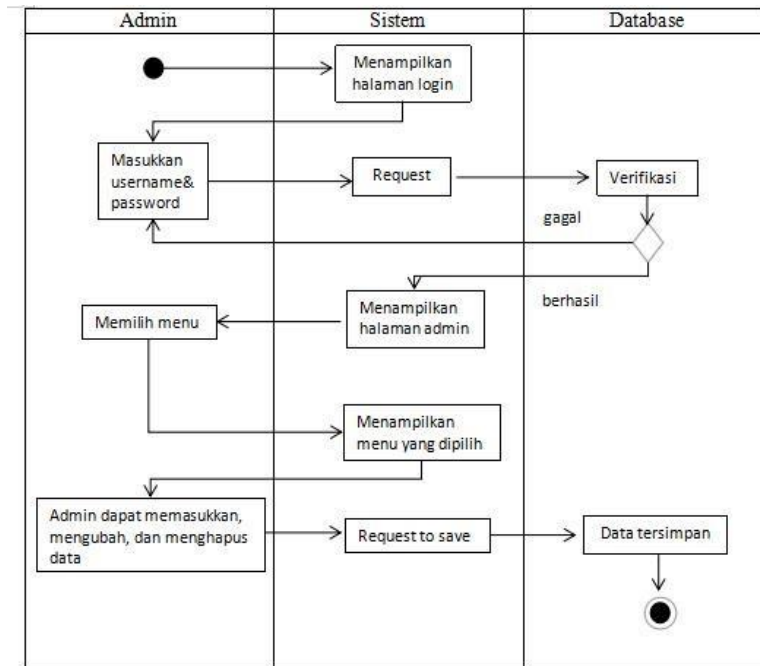 Admin
Sistem
Database
Menampilkan
halaman login
Masukkan
username&
password
Request
Verifikasi
gagal
berhasil
Menampilkan
halaman admin
Memilih menu
Menampilkan
menu yang dipilih
Admin dapat memasukkan,
mengubah, dan menghapus
data
Request to save
Data tersimpan